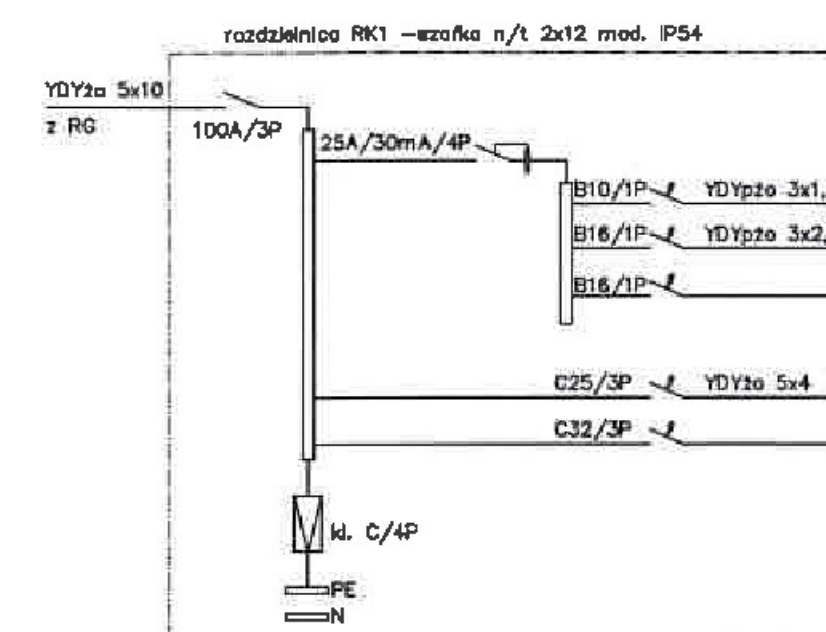 rozdzielnica RK1 –szafka n/t 2x12 mod. IP54
YDYżo 5x10
z RG
100A/3P
25A/30mA/4P
B10/1P YDYpżo 3x1,
B16/1P YDYpżo 3x2,
B16/1P
C25/3P YDYżo 5x4
C32/3P
kl. C/4P
PE
N